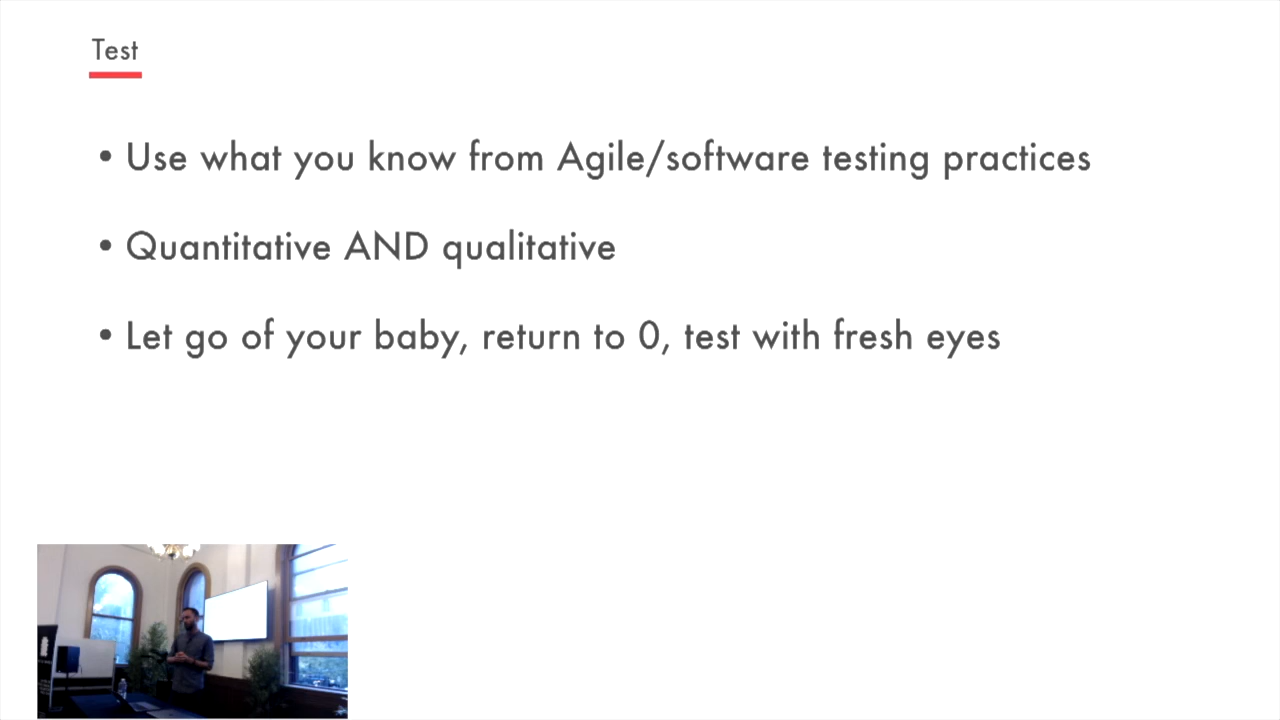 Test
• Use what you know from Agile/software testing practices
• Quantitative AND qualitative
• Let go of your baby, return to 0, test with fresh eyes